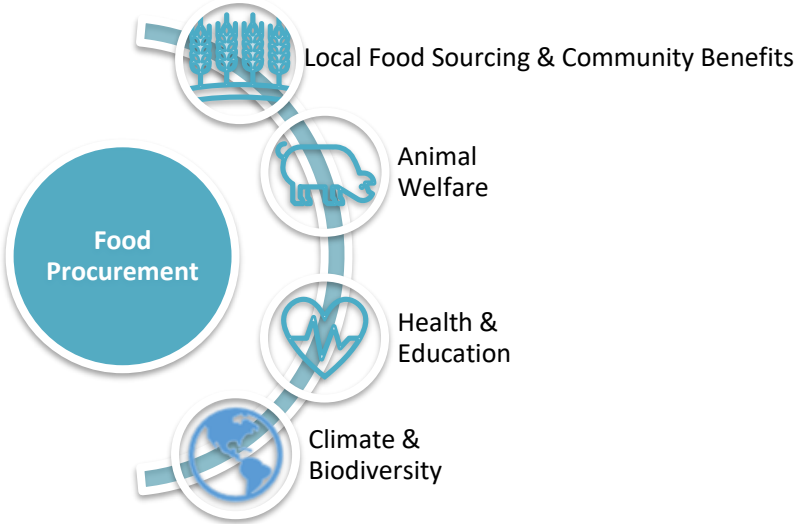 Local Food Sourcing & Community Benefits
Animal
Welfare
Food
Procurement
Health &
Education
Climate &
Biodiversity